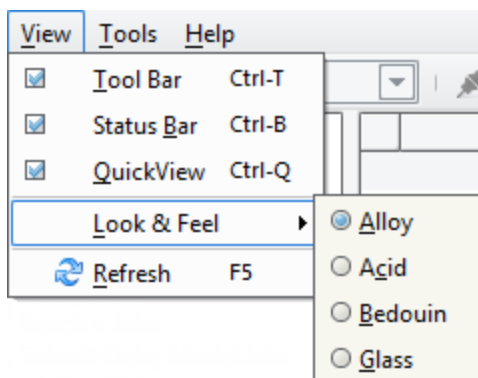 View Tools Help
Tool Bar Ctrl-T
Status Bar Ctrl-B
QuickView Ctrl-Q
Look & Feel
Refresh F5
Alloy
Acid
Bedouin
Glass